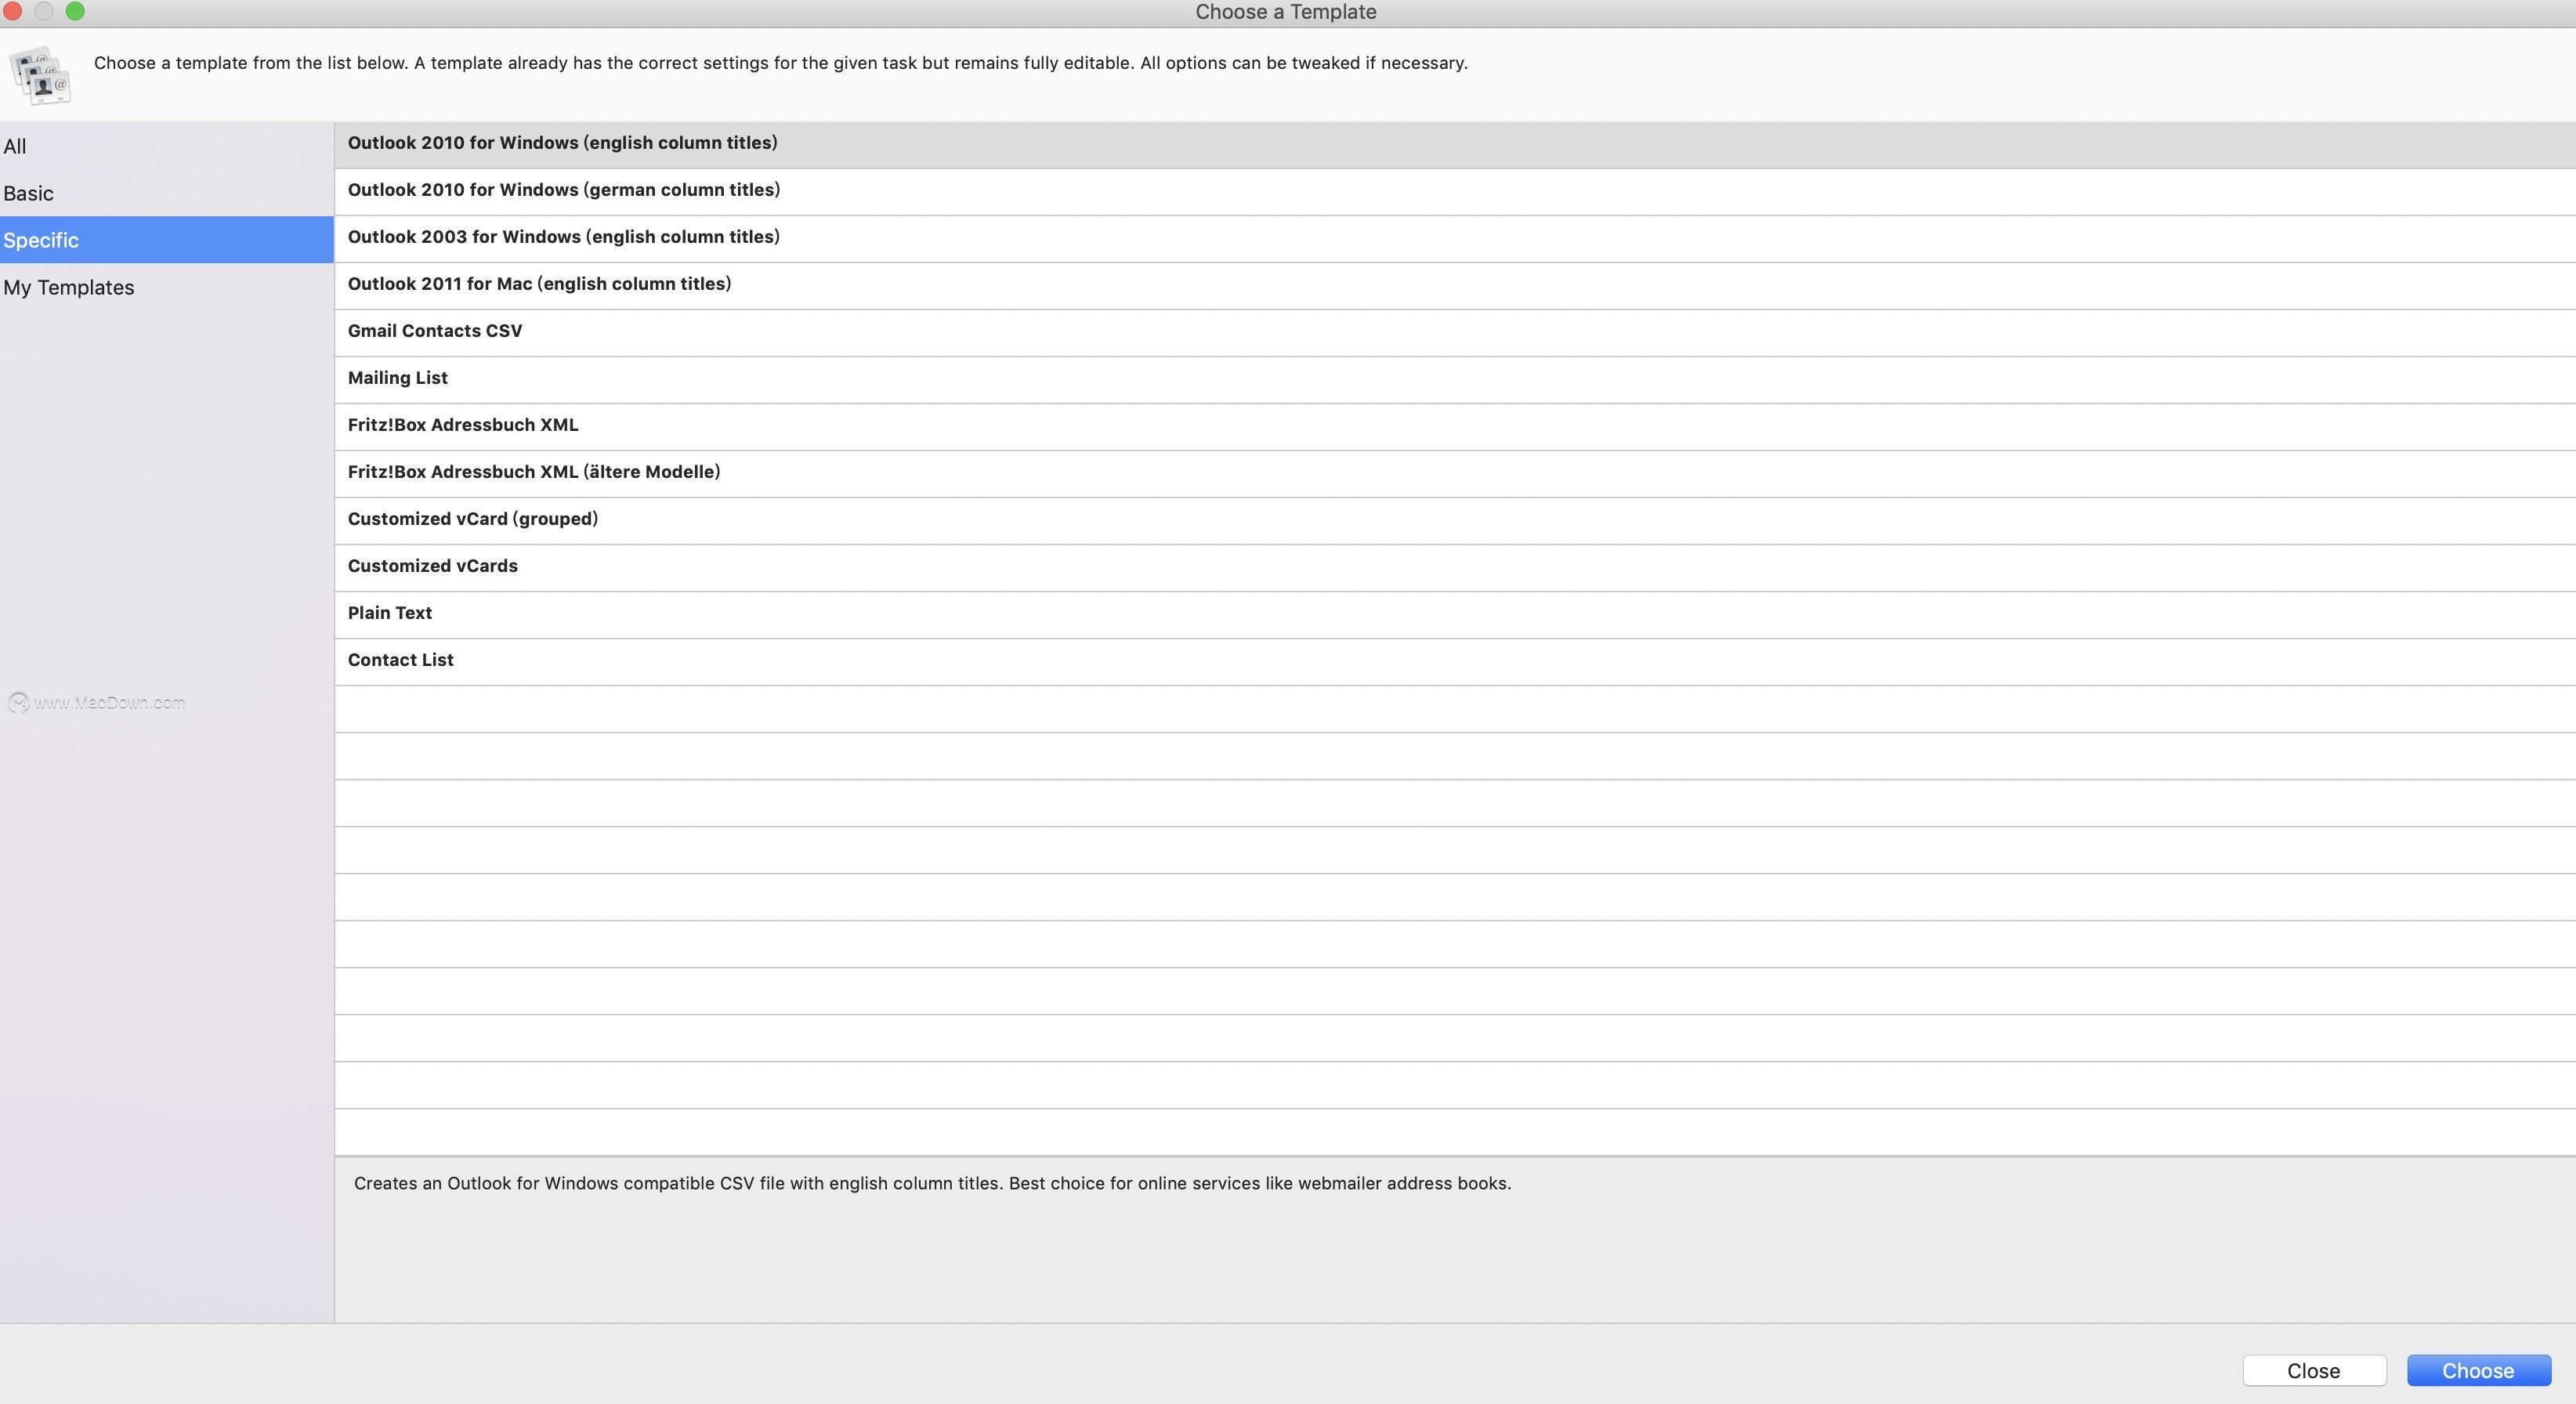 Choose a Template
Choose a template from the list below. A template already has the correct settings for the given task but remains fully editable. All options can be tweaked if necessary.
All
Basic
Specific
My Templates
Outlook 2010 for Windows (english column titles)
Outlook 2010 for Windows (german column titles)
Outlook 2003 for Windows (english column titles)
Outlook 2011 for Mac (english column titles)
Gmail Contacts CSV
Mailing List
Fritz!Box Adressbuch XML
Fritz!Box Adressbuch XML (ältere Modelle)
Customized vCard (grouped)
Customized vCards
Plain Text
Contact List
www.MacDown.com
Creates an Outlook for Windows compatible CSV file with english column titles. Best choice for online services like webmailer address books.
Close
Choose